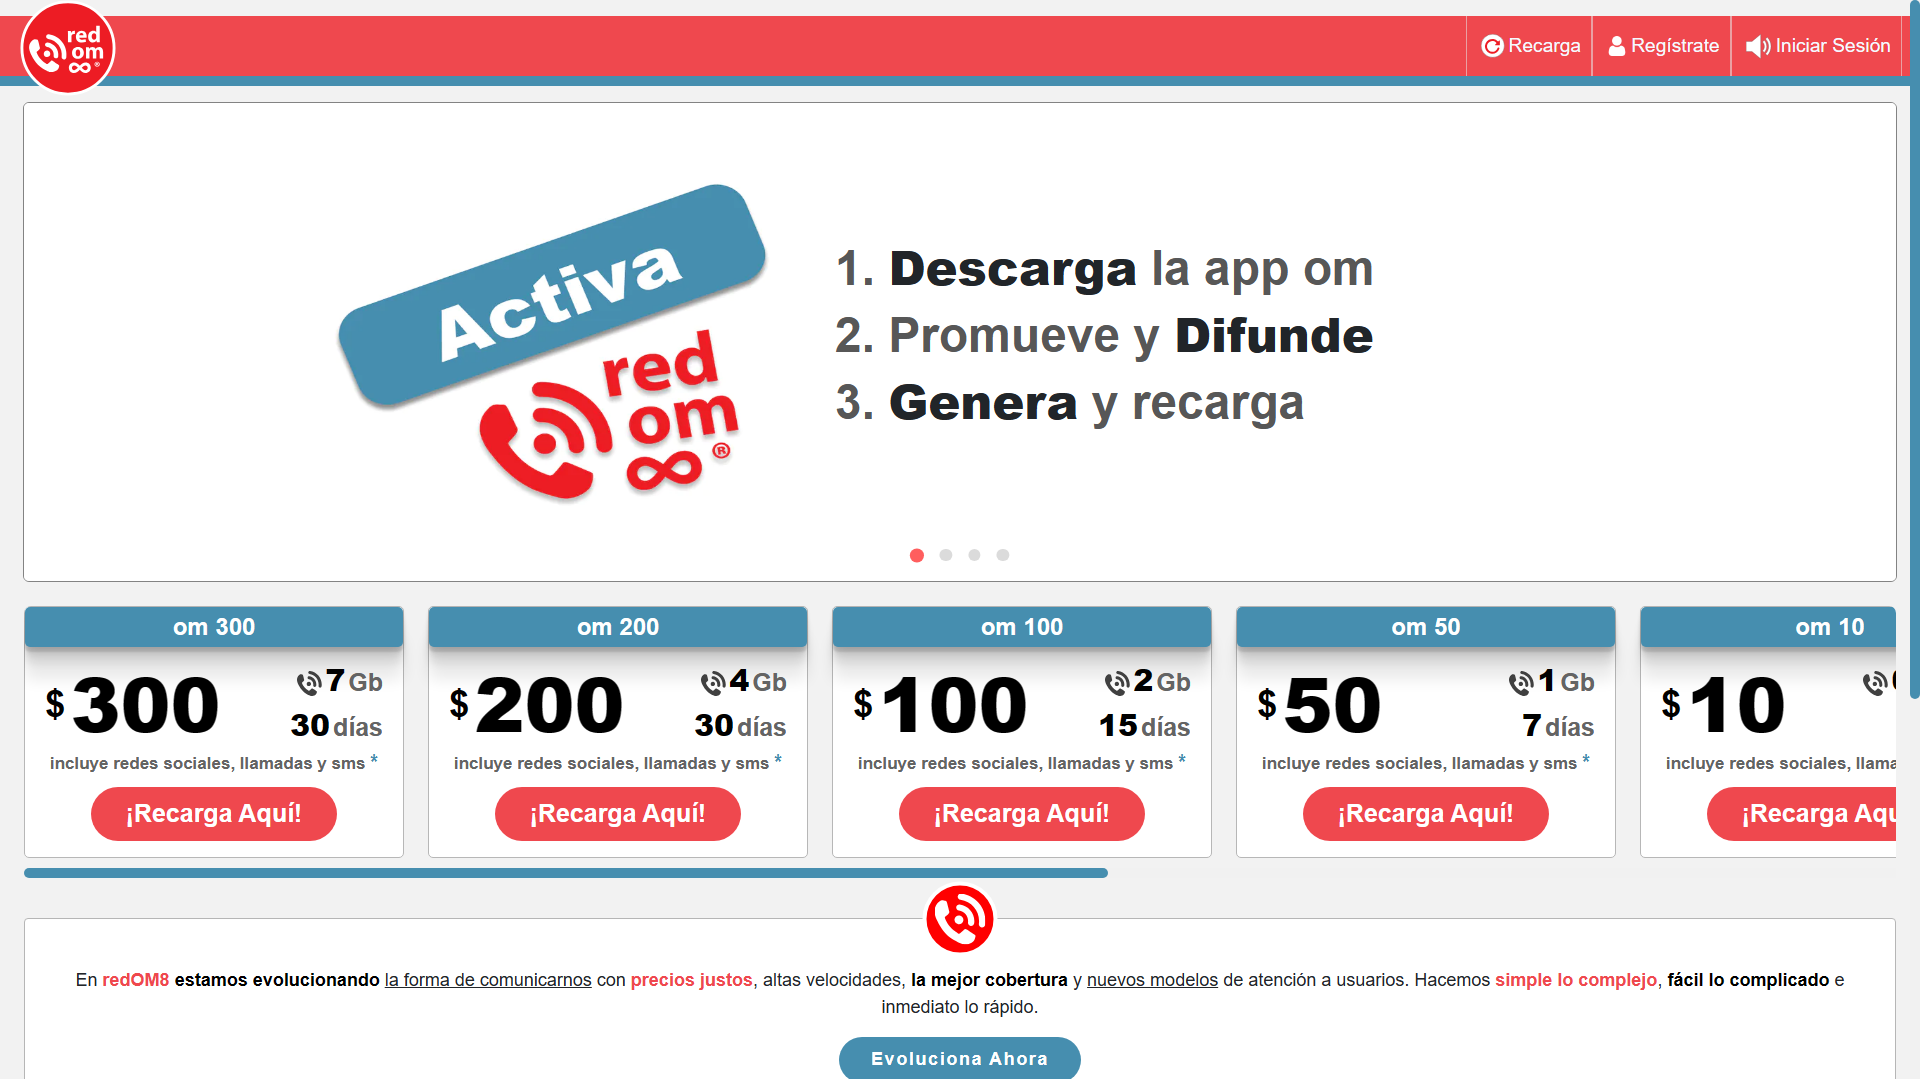 red
om
Recarga
Regístrate
Iniciar Sesión
Activa
red
om
®
1. Descarga la app om
2. Promueve y Difunde
3. Genera y recarga
om 300
$ 300
7 Gb
30 días
incluye redes sociales, llamadas y sms *
¡Recarga Aquí!
om 200
$ 200
4 Gb
30 días
incluye redes sociales, llamadas y sms *
¡Recarga Aquí!
om 100
$ 100
2 Gb
15 días
incluye redes sociales, llamadas y sms *
¡Recarga Aquí!
om 50
$ 50
1 Gb
7 días
incluye redes sociales, llamadas y sms *
¡Recarga Aquí!
om 10
$ 10
incluye redes sociales,
¡Recarga
En redOM8 estamos evolucionando la forma de comunicarnos con precios justos, altas velocidades, la mejor cobertura y nuevos modelos de atención a usuarios. Hacemos simple lo complejo, fácil lo complicado e
inmediato lo rápido.
Evoluciona Ahora